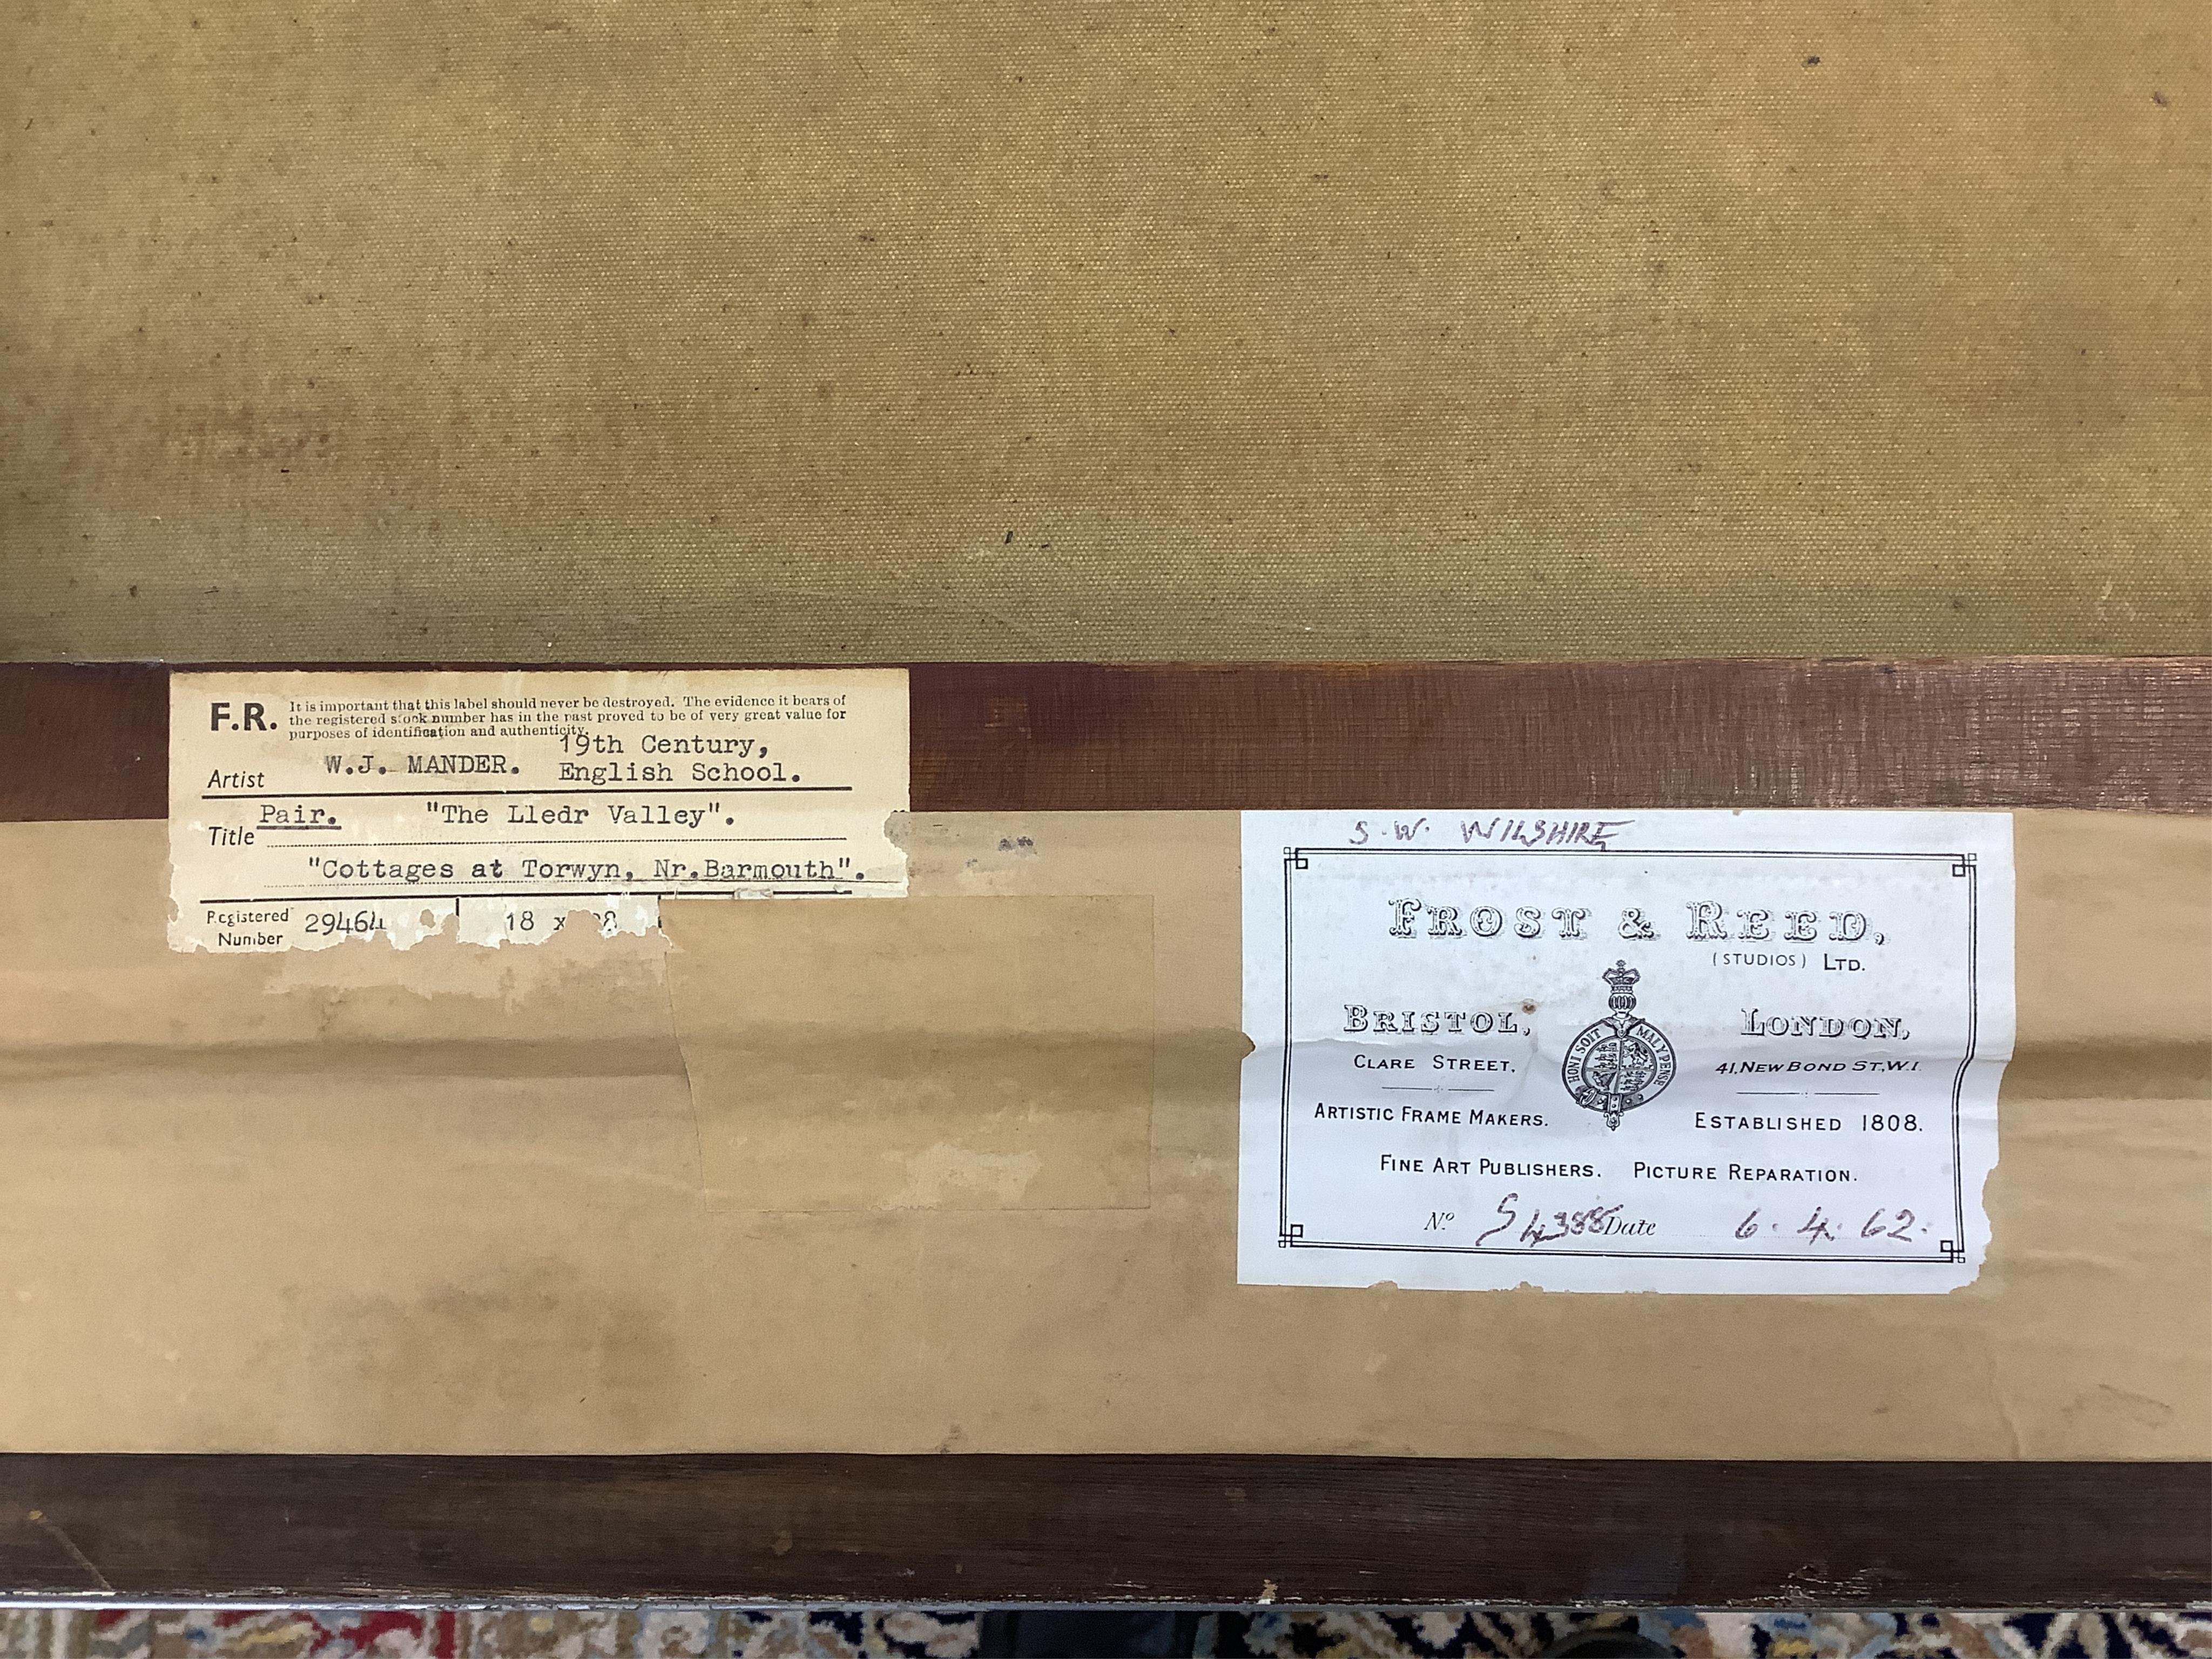 F.R. It is important that this label should never be destroyed. The evidence it bears of
the registered stock number has in the past proved to be of very great value for
purposes of identification and authenticity.
19th Century,
Artist W.J. MANDER. English School.
Title Pair. "The Lledr Valley".
"Cottages at Torwyn, Nr.Barmouth".
Registered
Number 29464 18 x
S. W. WILSHIRE
FROST & REED,
(STUDIOS) LTD.
BRISTOL, LONDON,
CLARE STREET, 41, NEW BOND ST, W.1.
HONI SOIT MAL Y PENSE
ARTISTIC FRAME MAKERS. ESTABLISHED 1808.
FINE ART PUBLISHERS. PICTURE REPARATION.
No. S4388 Date 6.4.62.